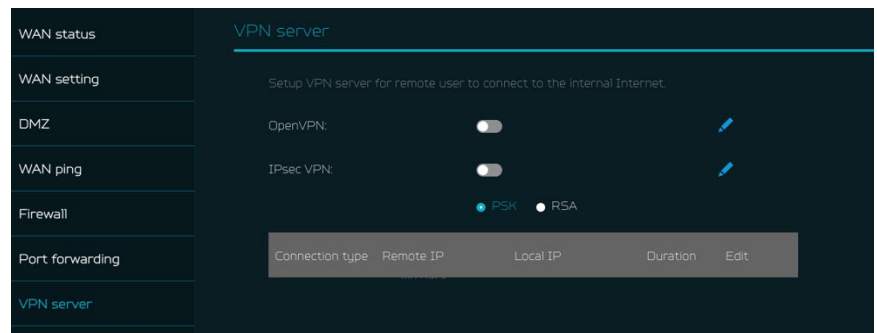 WAN status
WAN setting
DMZ
WAN ping
Firewall
Port forwarding
VPN server
VPN server
Setup VPN server for remote user to connect to the internal Internet.
OpenVPN:
IPsec VPN:
PSK RSA
Connection type Remote IP Local IP Duration Edit